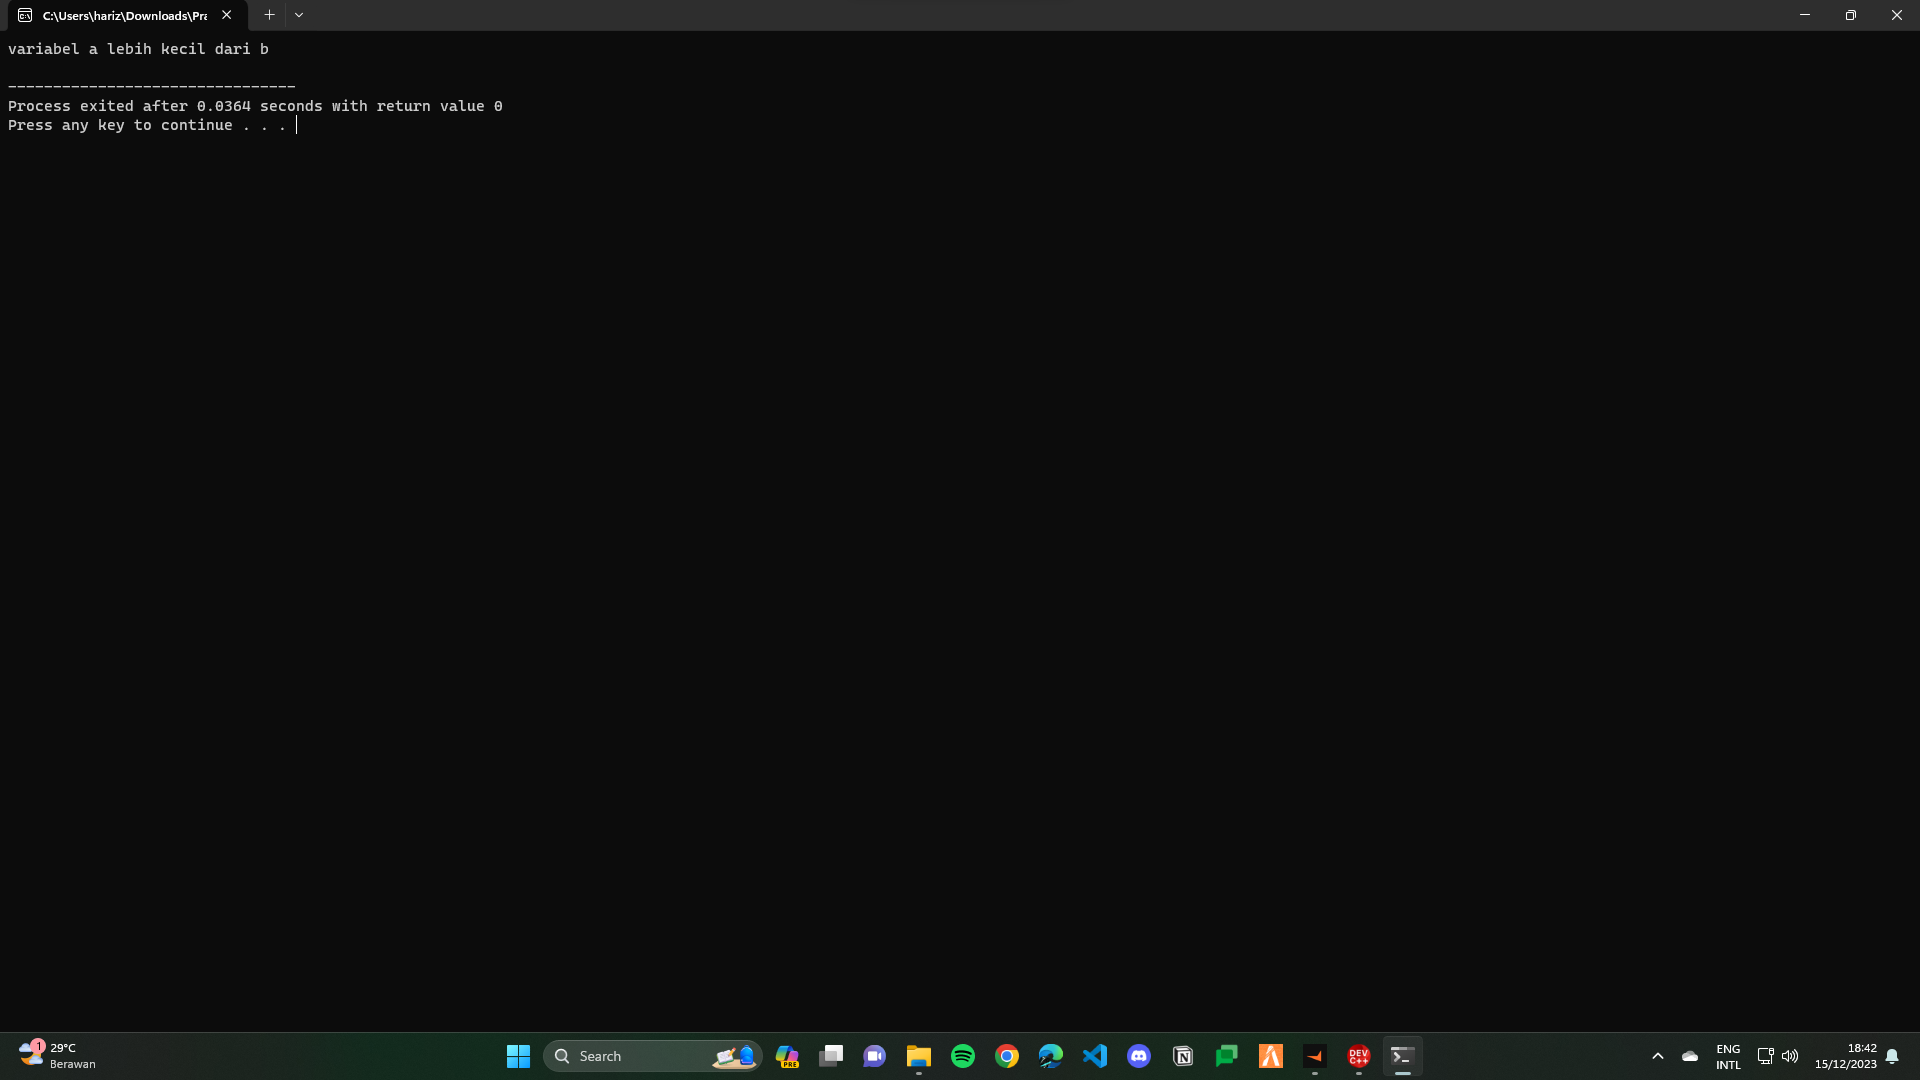 C:\Users\hariz\Downloads\Pra
variabel a lebih kecil dari b
--------------------------------
Process exited after 0.0364 seconds with return value 0
Press any key to continue . . .
1
29°C
Berawan
Search
PRE
DEV
C++
ENG
INTL
18:42
15/12/2023